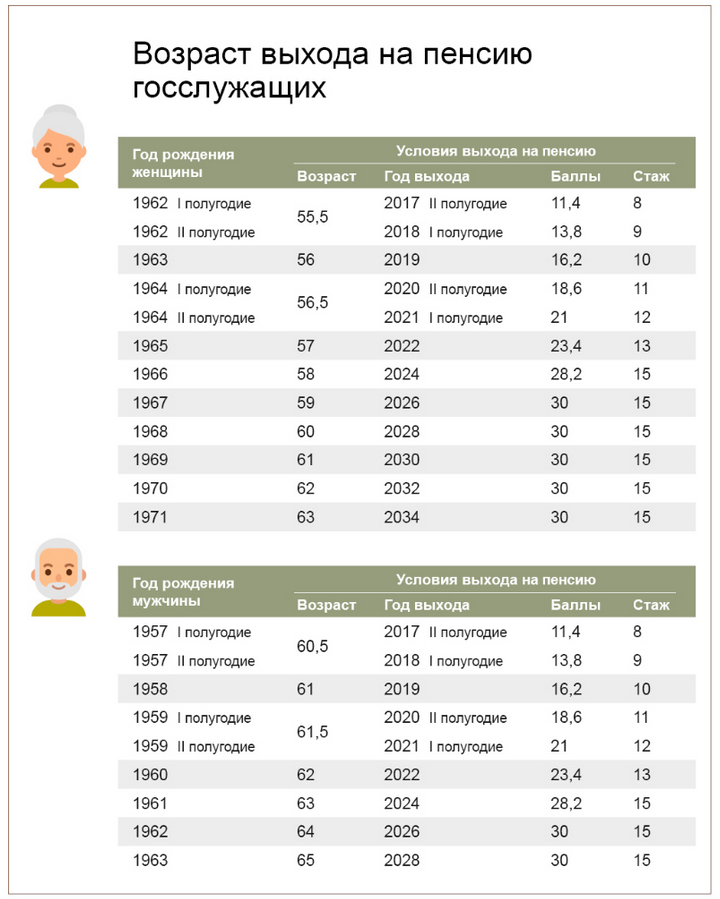 Возраст выхода на пенсию
госслужащих
Год рождения
женщины
Условия выхода на пенсию
Возраст Год выхода Баллы Стаж
1962 I полугодие 55,5 2017 II полугодие 11,4 8
1962 II полугодие 2018 I полугодие 13,8 9
1963 56 2019 16,2 10
1964 I полугодие 56,5 2020 II полугодие 18,6 11
1964 II полугодие 2021 I полугодие 21 12
1965 57 2022 23,4 13
1966 58 2024 28,2 15
1967 59 2026 30 15
1968 60 2028 30 15
1969 61 2030 30 15
1970 62 2032 30 15
1971 63 2034 30 15
Год рождения
мужчины
Условия выхода на пенсию
Возраст Год выхода Баллы Стаж
1957 I полугодие 60,5 2017 II полугодие 11,4 8
1957 II полугодие 2018 I полугодие 13,8 9
1958 61 2019 16,2 10
1959 I полугодие 61,5 2020 II полугодие 18,6 11
1959 II полугодие 2021 I полугодие 21 12
1960 62 2022 23,4 13
1961 63 2024 28,2 15
1962 64 2026 30 15
1963 65 2028 30 15